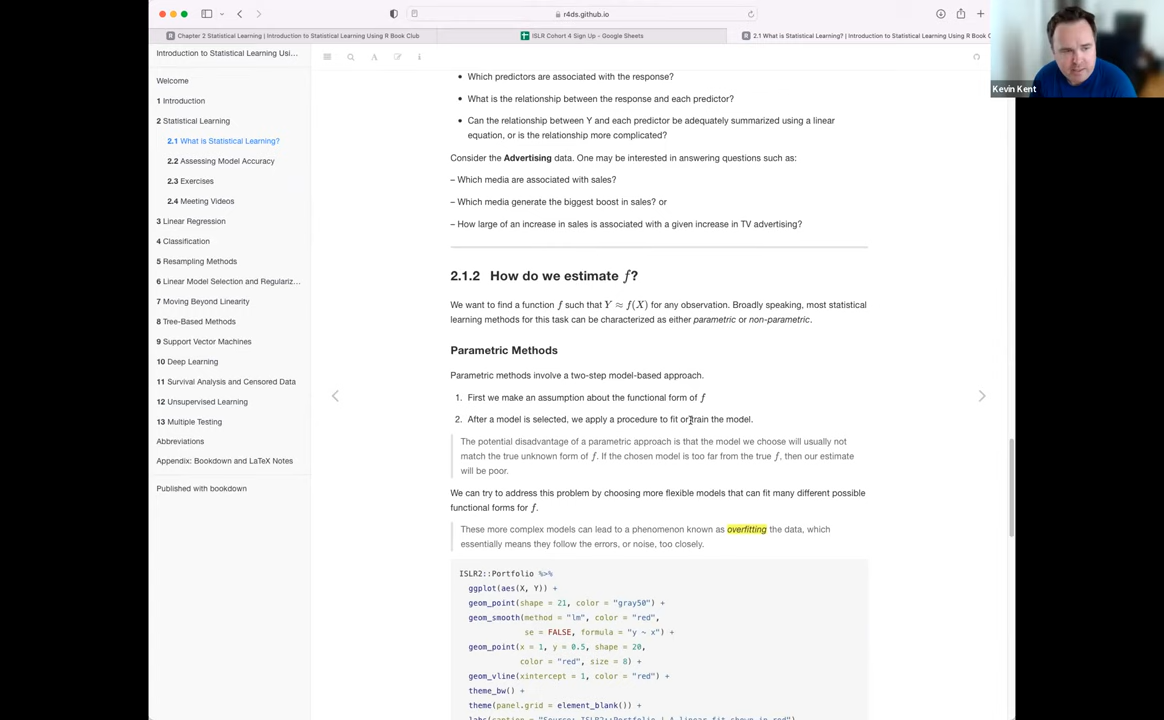 r4ds.github.io
Chapter 2 Statistical Learning | Introduction to Statistical Learning Using R Book Club
ISLR Cohort 4 Sign Up - Google Sheets
2.1 What is Statistical Learning? | Introduction to Statistical Learning Using R Book C
Kevin Kent
Introduction to Statistical Learning Usi...
Welcome
1 Introduction
2 Statistical Learning
2.1 What is Statistical Learning?
2.2 Assessing Model Accuracy
2.3 Exercises
2.4 Meeting Videos
3 Linear Regression
4 Classification
5 Resampling Methods
6 Linear Model Selection and Regulariz...
7 Moving Beyond Linearity
8 Tree-Based Methods
9 Support Vector Machines
10 Deep Learning
11 Survival Analysis and Censored Data
12 Unsupervised Learning
13 Multiple Testing
Abbreviations
Appendix: Bookdown and LaTeX Notes
Published with bookdown
• Which predictors are associated with the response?
• What is the relationship between the response and each predictor?
• Can the relationship between Y and each predictor be adequately summarized using a linear
equation, or is the relationship more complicated?
Consider the Advertising data. One may be interested in answering questions such as:
– Which media are associated with sales?
– Which media generate the biggest boost in sales? or
– How large of an increase in sales is associated with a given increase in TV advertising?
2.1.2 How do we estimate f?
We want to find a function f such that Y ≈ f(X) for any observation. Broadly speaking, most statistical
learning methods for this task can be characterized as either parametric or non-parametric.
Parametric Methods
Parametric methods involve a two-step model-based approach.
1. First we make an assumption about the functional form of f
2. After a model is selected, we apply a procedure to fit or train the model.
The potential disadvantage of a parametric approach is that the model we choose will usually not
match the true unknown form of f. If the chosen model is too far from the true f, then our estimate
will be poor.
We can try to address this problem by choosing more flexible models that can fit many different possible
functional forms for f.
These more complex models can lead to a phenomenon known as overfitting the data, which
essentially means they follow the errors, or noise, too closely.
ISLR2::Portfolio %>%
ggplot(aes(X, Y)) +
geom_point(shape = 21, color = "gray50") +
geom_smooth(method = "lm", color = "red",
se = FALSE, formula = "y ~ x") +
geom_point(x = 1, y = 0.5, shape = 20,
color = "red", size = 8) +
geom_vline(xintercept = 1, color = "red") +
theme_bw() +
theme(panel.grid = element_blank()) +
labs(caption = "Source: ISLR2::Portfolio | A linear fit shown in red")